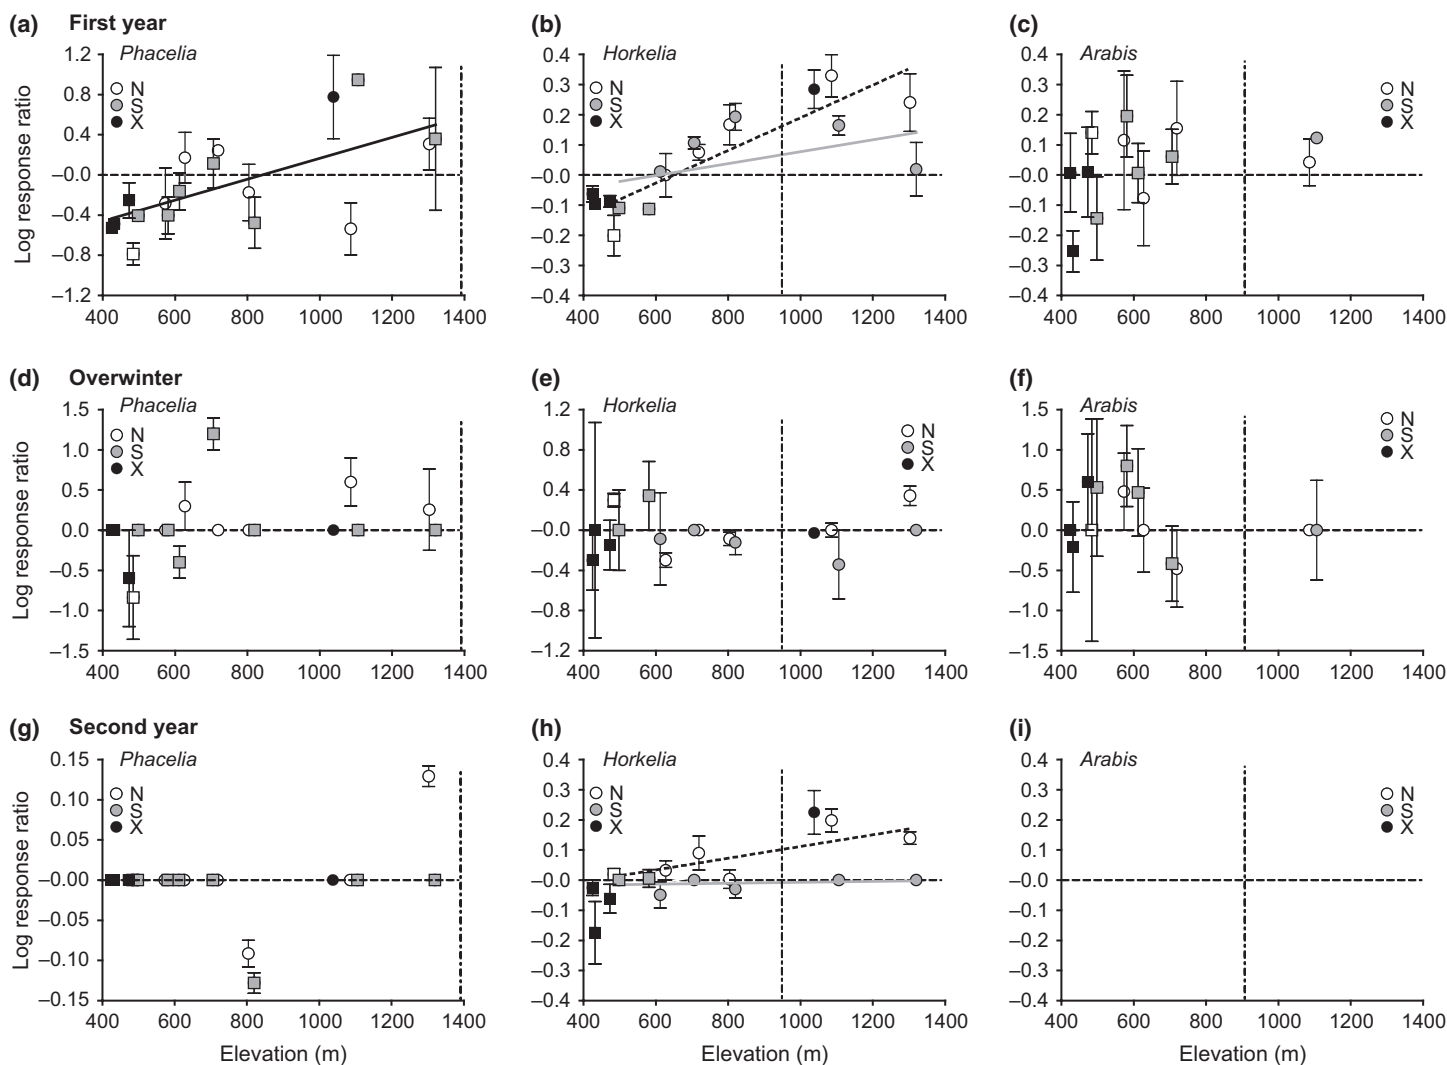 (a) First year
Phacelia
N
S
X
Log response ratio
1.2
0.8
0.4
–0.0
–0.4
–0.8
–1.2
400 600 800 1000 1200 1400
(b)
Horkelia
N
S
X
0.4
0.3
0.2
0.1
–0.0
–0.1
–0.2
–0.3
–0.4
400 600 800 1000 1200 1400
(c)
Arabis
N
S
X
0.4
0.3
0.2
0.1
–0.0
–0.1
–0.2
–0.3
–0.4
400 600 800 1000 1200 1400
(d) Overwinter
Phacelia
N
S
X
Log response ratio
1.5
1.0
0.5
–0.0
–0.5
–1.0
–1.5
400 600 800 1000 1200 1400
(e)
Horkelia
N
S
X
1.2
0.8
0.4
–0.0
–0.4
–0.8
–1.2
400 600 800 1000 1200 1400
(f)
Arabis
N
S
X
1.5
1.0
0.5
–0.0
–0.5
–1.0
–1.5
400 600 800 1000 1200 1400
(g) Second year
Phacelia
N
S
X
Log response ratio
0.15
0.10
0.05
–0.00
–0.05
–0.10
–0.15
400 600 800 1000 1200 1400
Elevation (m)
(h)
Horkelia
N
S
X
0.4
0.3
0.2
0.1
–0.0
–0.1
–0.2
–0.3
–0.4
400 600 800 1000 1200 1400
Elevation (m)
(i)
Arabis
N
S
X
0.4
0.3
0.2
0.1
–0.0
–0.1
–0.2
–0.3
–0.4
400 600 800 1000 1200 1400
Elevation (m)